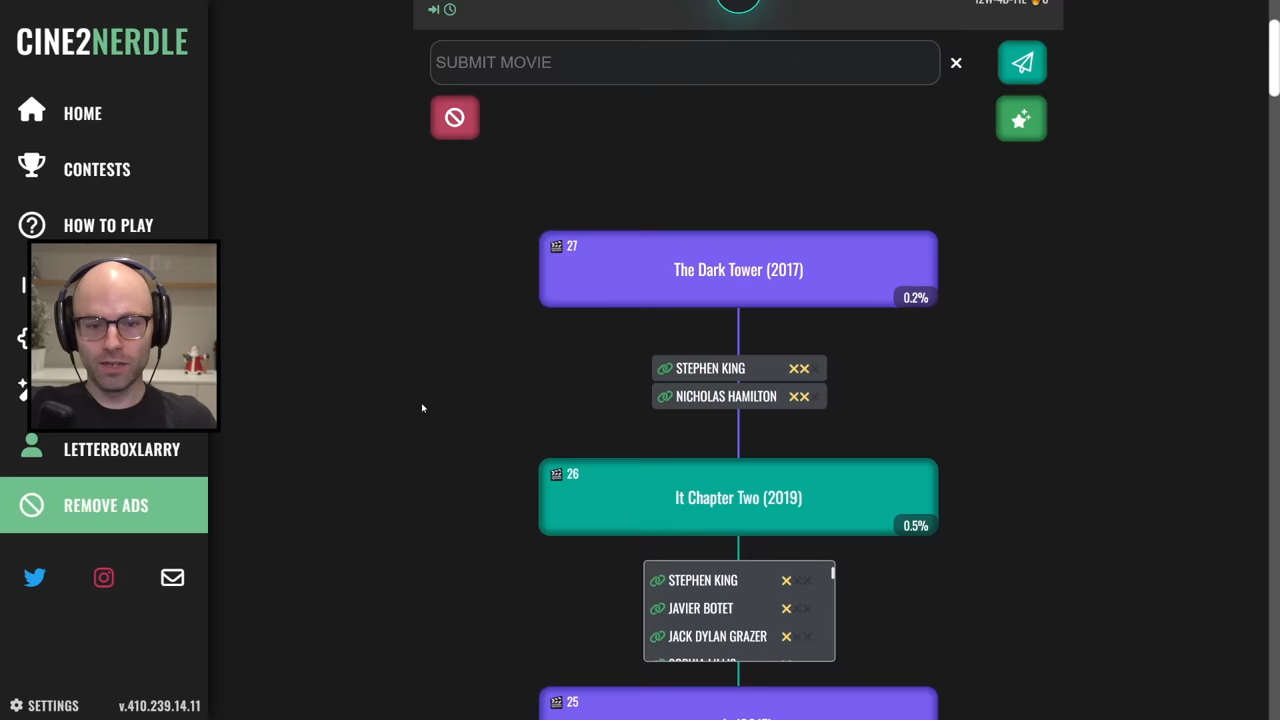 CINE2NERDLE
HOME
CONTESTS
HOW TO PLAY
LETTERBOXLARRY
REMOVE ADS
SETTINGS
v.410.239.14.11
SUBMIT MOVIE
27
The Dark Tower (2017)
0.2%
STEPHEN KING
NICHOLAS HAMILTON
26
It Chapter Two (2019)
0.5%
STEPHEN KING
JAVIER BOTET
JACK DYLAN GRAZER
25